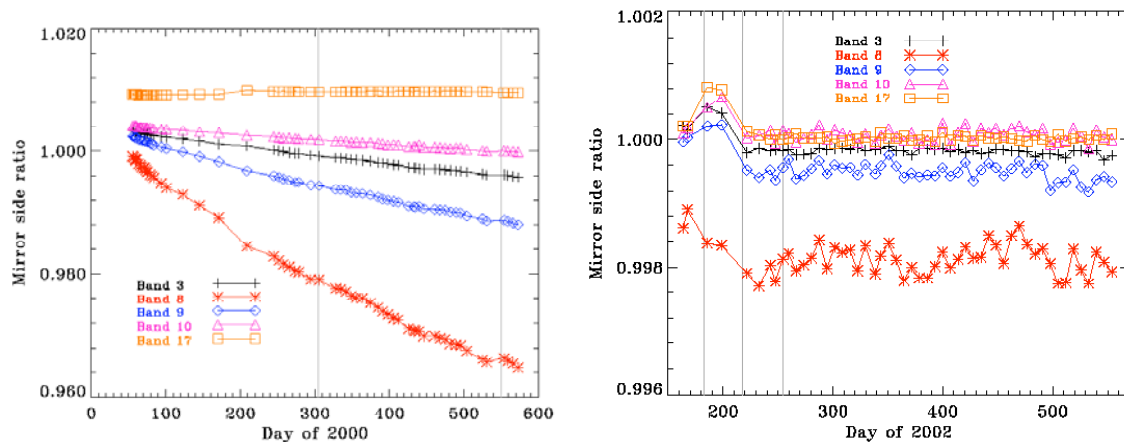 1.020
1.000
0.980
0.960
Mirror side ratio
Band 3
Band 8
Band 9
Band 10
Band 17
0 100 200 300 400 500 600
Day of 2000
1.002
1.000
0.998
0.996
Mirror side ratio
Band 3
Band 8
Band 9
Band 10
Band 17
200 300 400 500
Day of 2002